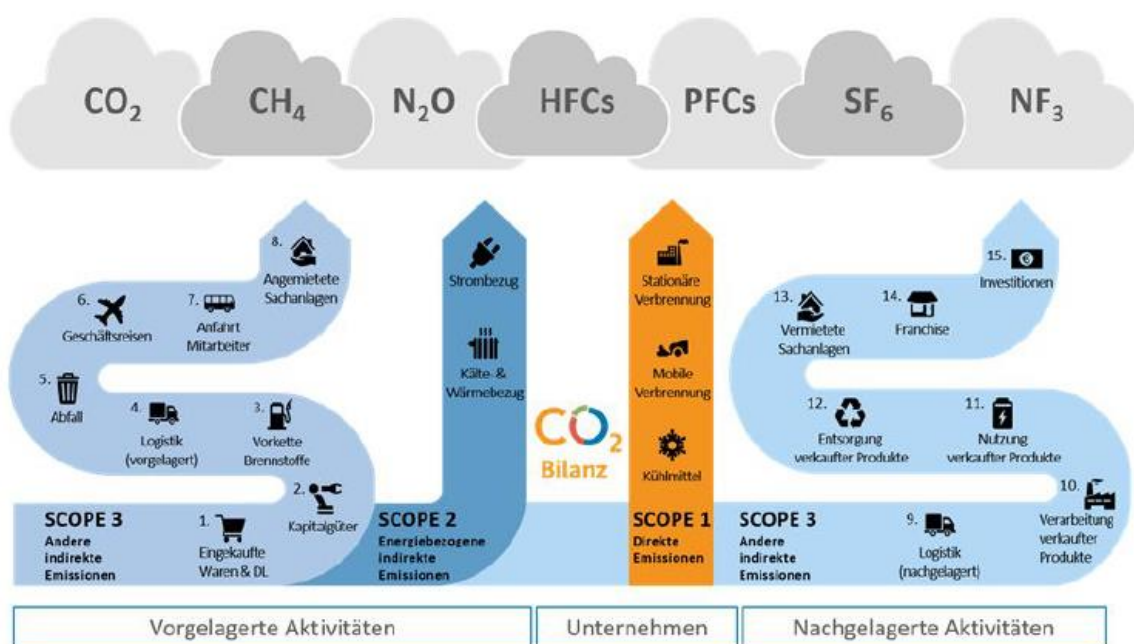 CO₂ CH₄ N₂O HFCs PFCs SF₆ NF₃
8.
Angemietete
Sachanlagen
6.
Geschäftsreisen
7.
Anfahrt
Mitarbeiter
5.
Abfall
4.
Logistik
(vorgelagert)
3.
Vorkette
Brennstoffe
2.
Kapitalgüter
SCOPE 3
Andere
indirekte
Emissionen
1.
Eingekaufte
Waren & DL
Strombezug
Kälte- &
Wärmebezug
SCOPE 2
Energiebezogene
indirekte
Emissionen
CO₂
Bilanz
Stationäre
Verbrennung
Mobile
Verbrennung
Kühlmittel
SCOPE 1
Direkte
Emissionen
15.
Investitionen
13.
Vermietete
Sachanlagen
14.
Franchise
12.
Entsorgung
verkaufter Produkte
11.
Nutzung
verkaufter Produkte
10.
Verarbeitung
verkaufter
Produkte
SCOPE 3
Andere
indirekte
Emissionen
9.
Logistik
(nachgelagert)
Vorgelagerte Aktivitäten
Unternehmen
Nachgelagerte Aktivitäten